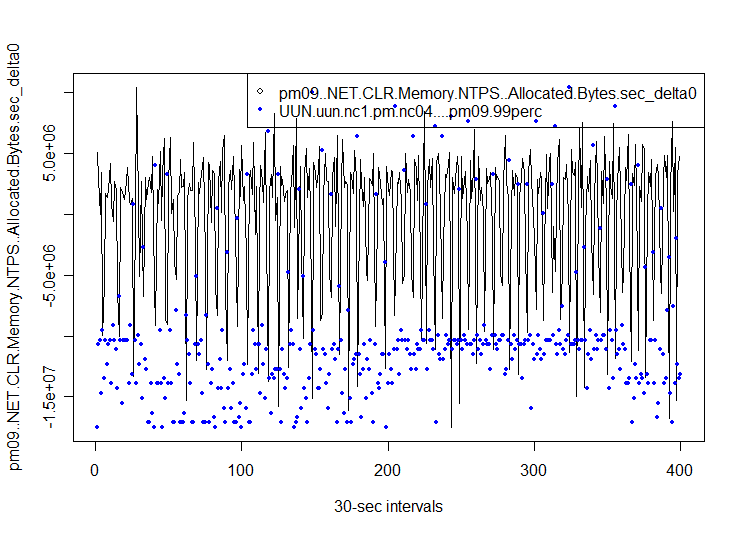 pm09..NET.CLR.Memory.NTPS..Allocated.Bytes.sec_delta0
pm09..NET.CLR.Memory.NTPS..Allocated.Bytes.sec_delta0
UUN.uun.nc1.pm.nc04....pm09.99perc
5.0e+06
-5.0e+06
-1.5e+07
0 100 200 300 400
30-sec intervals